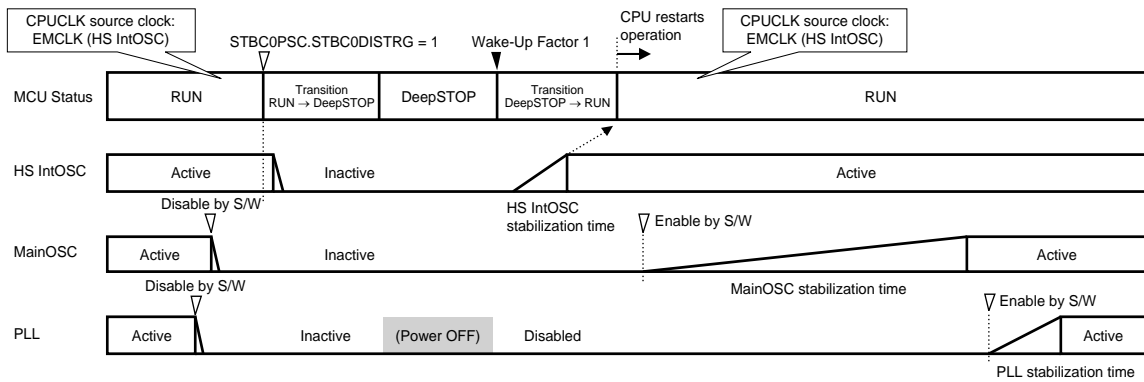 CPUCLK source clock:
EMCLK (HS IntOSC)
STBC0PSC.STBC0DISTRG = 1
Wake-Up Factor 1
CPU restarts
operation
CPUCLK source clock:
EMCLK (HS IntOSC)
MCU Status
RUN
Transition
RUN → DeepSTOP
DeepSTOP
Transition
DeepSTOP → RUN
RUN
HS IntOSC
Active
Inactive
Active
Disable by S/W
HS IntOSC
stabilization time
Enable by S/W
MainOSC
Active
Inactive
Active
Disable by S/W
MainOSC stabilization time
Enable by S/W
PLL
Active
Inactive
(Power OFF)
Disabled
Active
PLL stabilization time